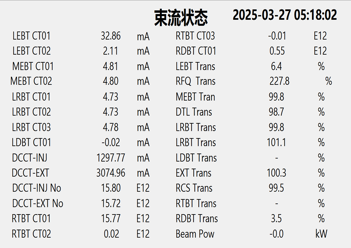 束流状态 2025-03-27 05:18:02
LEBT CT01 32.86 mA RTBT CT03 -0.01 E12
LEBT CT02 2.11 mA RDBT CT01 0.55 E12
MEBT CT01 4.81 mA LEBT Trans 6.4 %
MEBT CT02 4.80 mA RFQ Trans 227.8 %
LRBT CT01 4.73 mA MEBT Tran 99.8 %
LRBT CT02 4.73 mA DTL Trans 98.7 %
LRBT CT03 4.78 mA LRBT Trans 99.8 %
LDBT CT01 -0.02 mA LRBT Trans 101.1 %
DCCT-INJ 1297.77 mA LDBT Trans - %
DCCT-EXT 3074.96 mA EXT Trans 100.3 %
DCCT-INJ No 15.80 E12 RCS Trans 99.5 %
DCCT-EXT No 15.72 E12 RTBT Trans - %
RTBT CT01 15.77 E12 RDBT Trans 3.5 %
RTBT CT02 0.02 E12 Beam Pow -0.0 kW